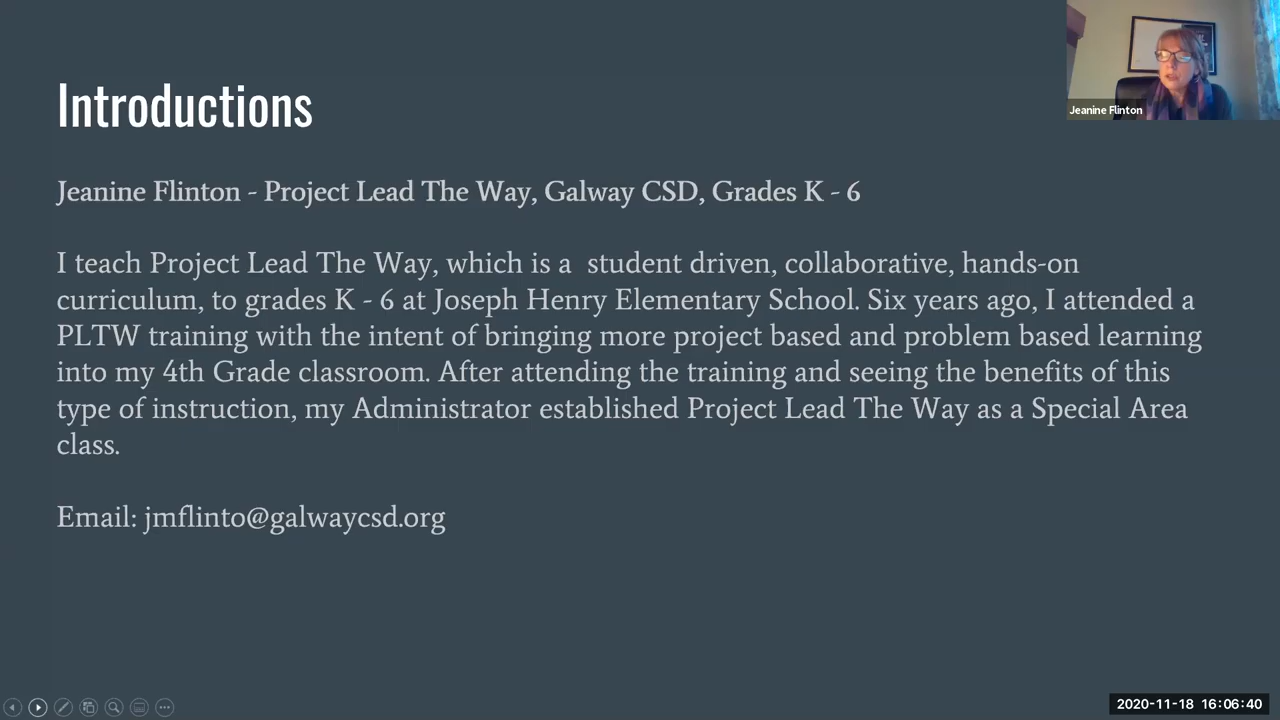 Introductions
Jeanine Flinton
Jeanine Flinton - Project Lead The Way, Galway CSD, Grades K - 6
I teach Project Lead The Way, which is a  student driven, collaborative, hands-on
curriculum, to grades K - 6 at Joseph Henry Elementary School. Six years ago, I attended a
PLTW training with the intent of bringing more project based and problem based learning
into my 4th Grade classroom. After attending the training and seeing the benefits of this
type of instruction, my Administrator established Project Lead The Way as a Special Area
class.
Email: jmflinto@galwaycsd.org
2020-11-18 16:06:40